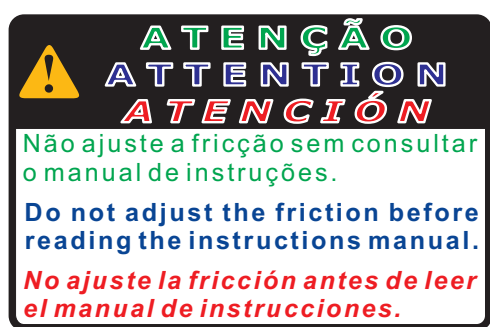 ATENÇÃO
ATTENTION
ATENCIÓN
Não ajuste a fricção sem consultar
o manual de instruções.
Do not adjust the friction before
reading the instructions manual.
No ajuste la fricción antes de leer
el manual de instrucciones.